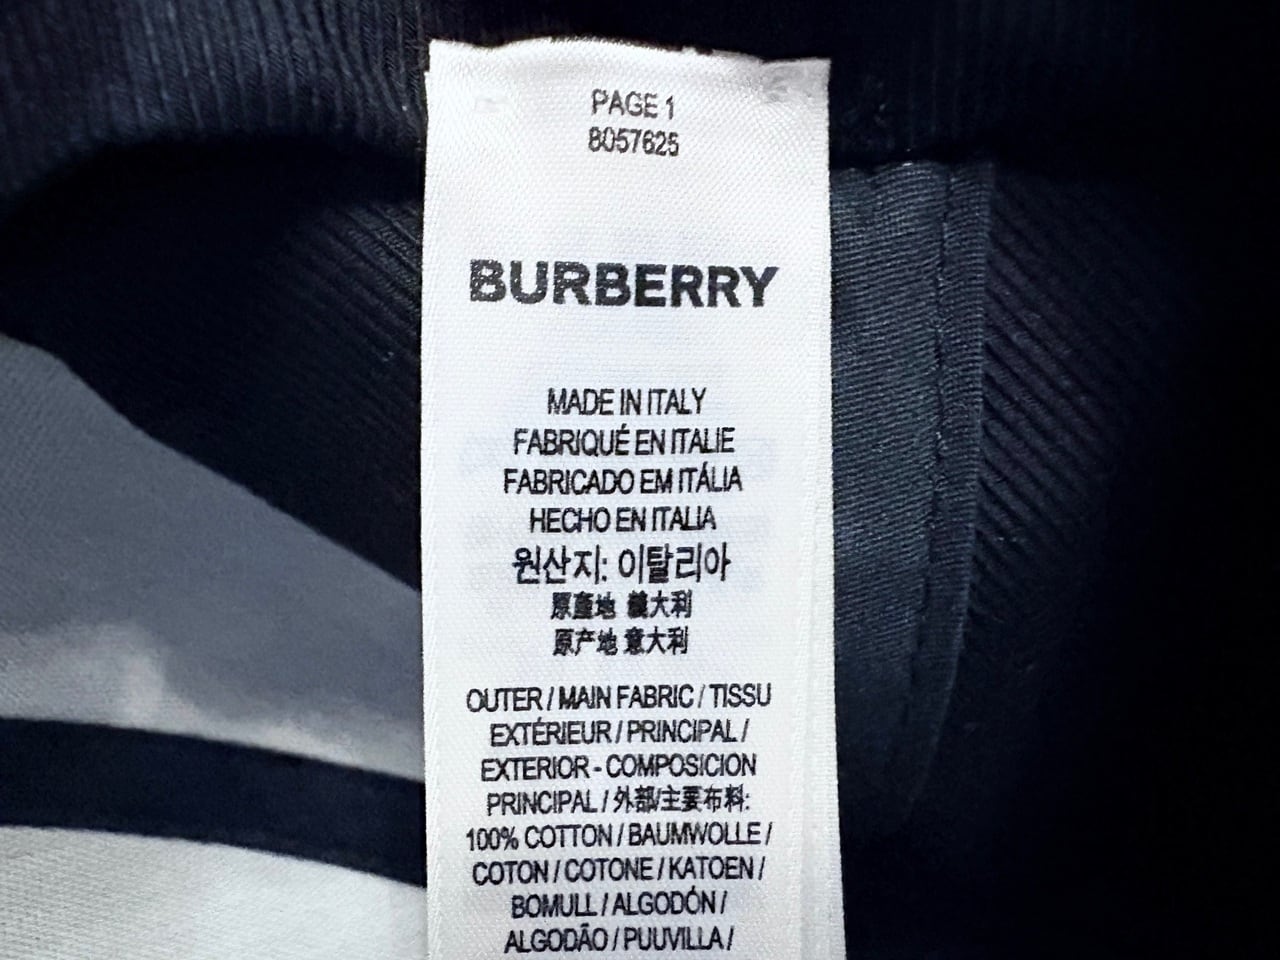 PAGE 1
8057625
BURBERRY
MADE IN ITALY
FABRIQUÉ EN ITALIE
FABRICADO EM ITÁLIA
HECHO EN ITALIA
원산지: 이탈리아
原產地 義大利
原产地 意大利
OUTER / MAIN FABRIC / TISSU
EXTÉRIEUR / PRINCIPAL /
EXTERIOR - COMPOSICION
PRINCIPAL / 外部/主要布料:
100% COTTON / BAUMWOLLE /
COTON / COTONE / KATOEN /
BOMULL / ALGODÓN /
ALGODÃO / PUUVILLA /